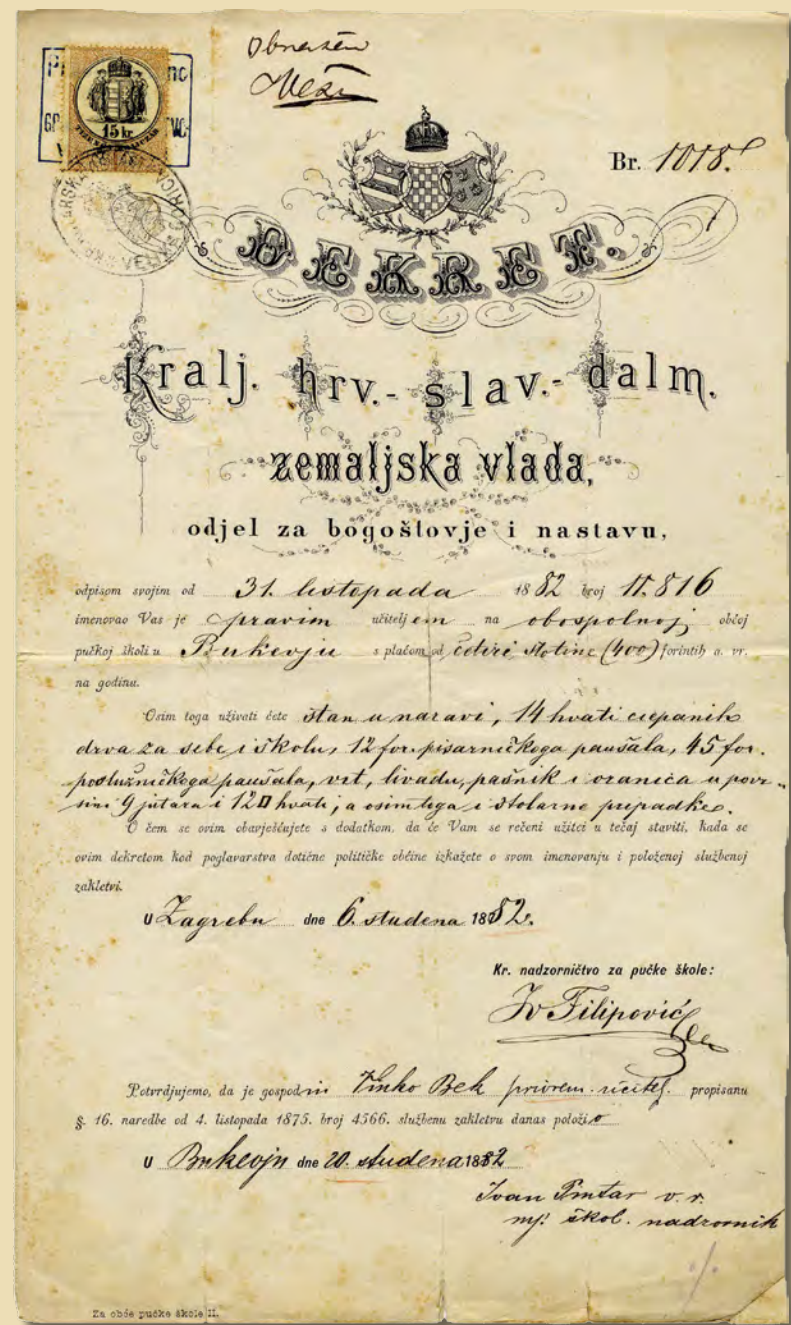 15 kr
Br. 1018.
DEKRET.
Kralj. hrv.- slav.- dalm.
zemaljska vlada,
odjel za bogoštovje i nastavu,
odpisom svojim od 31. listopada 1882 broj 11.816
imenovao Vas je pravim učiteljem na obospolnoj občoj
pučkoj školi u Bukevju s plaćom od četiri stotine (400) forintih a. vr.
na godinu.
Osim toga uživati ćete stan u naravi, 14 hvati ciepanih
drva za sebe i školu, 12 for. pisarničkoga paušala, 45 for.
poslužničkoga paušala, vrt, livadu, pašnik i oranica u povr-
šini 9 jutara i 12□ hvati, a osim toga i štolarne pripadke.
O čem se ovim obavješćujete s dodatkom, da će Vam se rečeni užitci u tečaj staviti, kada se
ovim dekretom kod poglavarstva dotične političke občine izkažete o svom imenovanju i položenoj službenoj
zakletvi.
U Zagrebu dne 6. studena 1882.
Kr. nadzorničtvo za pučke škole:
Iv Filipović
Potvrdjujemo, da je gospodin Vinko Bek privrem. učitelj. propisanu
§. 16. naredbe od 4. listopada 1875. broj 4566. službenu zakletvu danas položio
U Bukevju dne 20. studena 1882
Ivan Pintar v. r.
mj. škol. nadzornik
Za obće pučke škole II.